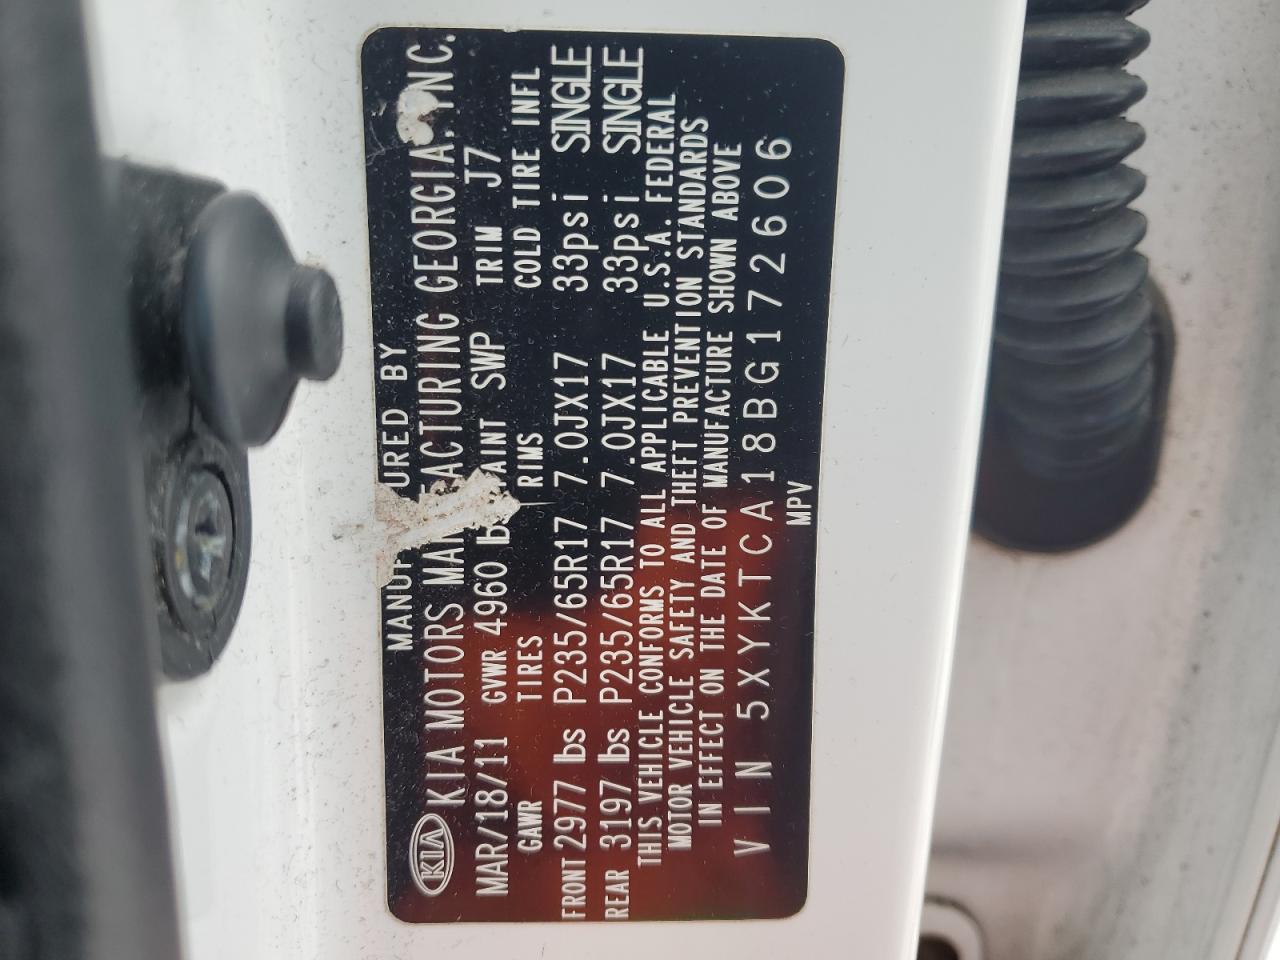 MANUF URED BY
KIA KIA MOTORS MAN FACTURING GEORGIA, INC.
MAR/18/11 GVWR 4960 lb AINT SWP TRIM J7
GAWR TIRES RIMS COLD TIRE INFL
FRONT 2977 lbs P235/65R17 7.0JX17 33psi SINGLE
REAR 3197 lbs P235/65R17 7.0JX17 33psi SINGLE
THIS VEHICLE CONFORMS TO ALL APPLICABLE U.S.A. FEDERAL
MOTOR VEHICLE SAFETY AND THEFT PREVENTION STANDARDS
IN EFFECT ON THE DATE OF MANUFACTURE SHOWN ABOVE
VIN 5XYKTCA18BG172606
MPV